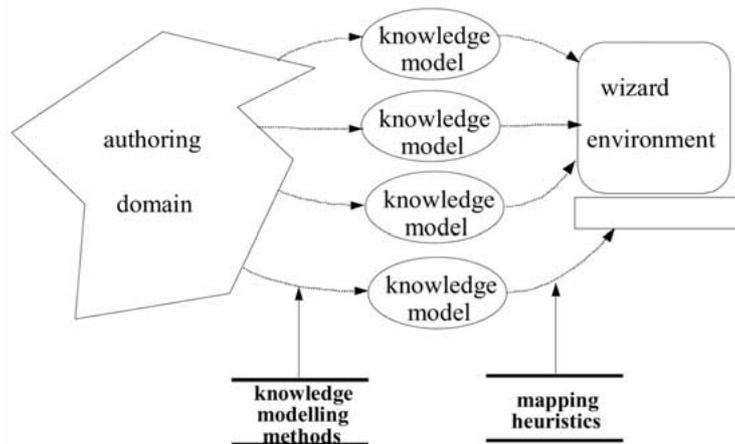 knowledge
model
wizard
environment
knowledge
model
authoring
domain
knowledge
model
knowledge
model
knowledge
modelling
methods
mapping
heuristics